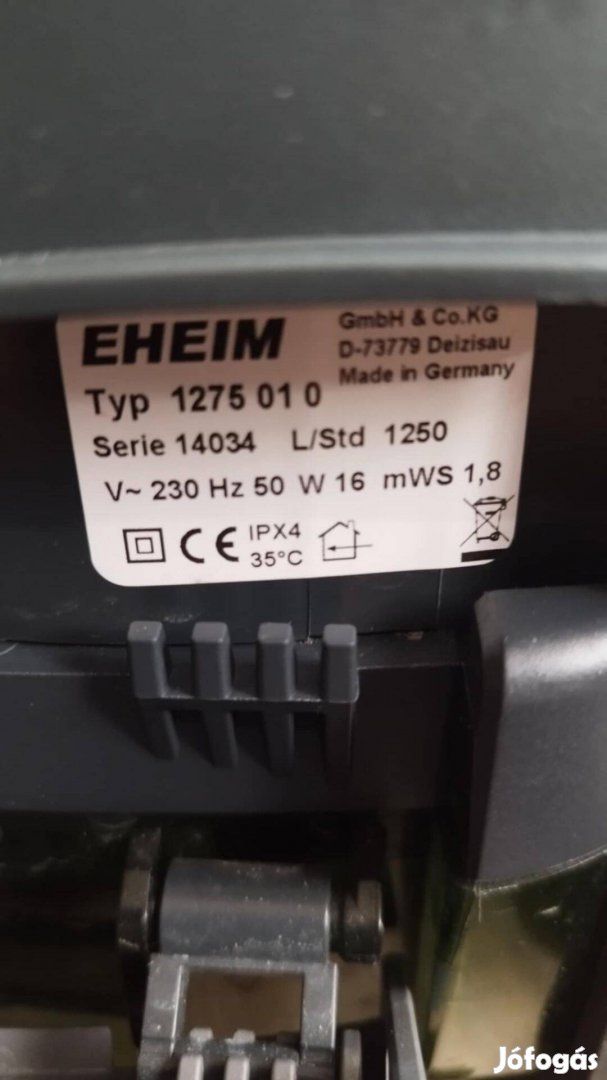 EHEIM GmbH & Co.KG
D-73779 Deizisau
Made in Germany
Typ 1275 01 0
Serie 14034 L/Std 1250
V~ 230 Hz 50 W 16 mWS 1,8
CE IPX4
35°C
Jófogás